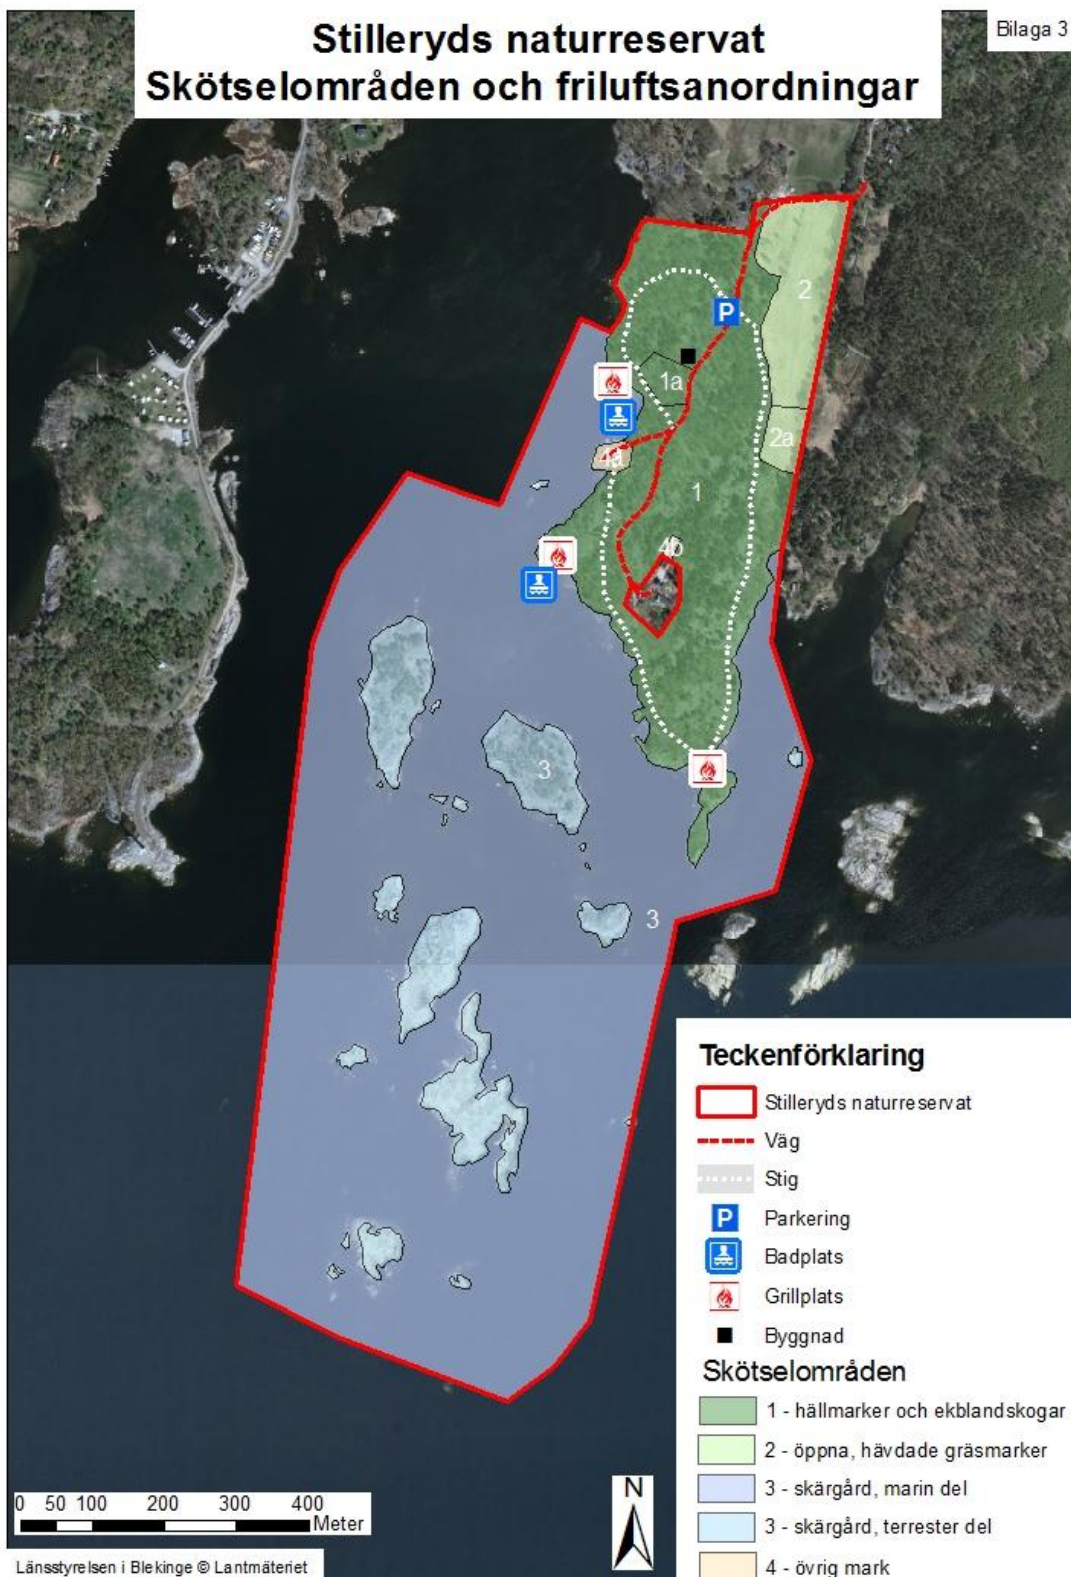 Stilleryds naturreservat
Skötselområden och friluftsanordningar
Bilaga 3
2
P
1a
2a
4a
1
4b
3
3
Teckenförklaring
Stilleryds naturreservat
Väg
Stig
P Parkering
Badplats
Grillplats
Byggnad
Skötselområden
1 - hällmarker och ekblandskogar
2 - öppna, hävdade gräsmarker
3 - skärgård, marin del
3 - skärgård, terrester del
4 - övrig mark
0 50 100 200 300 400
Meter
N
Länsstyrelsen i Blekinge © Lantmäteriet